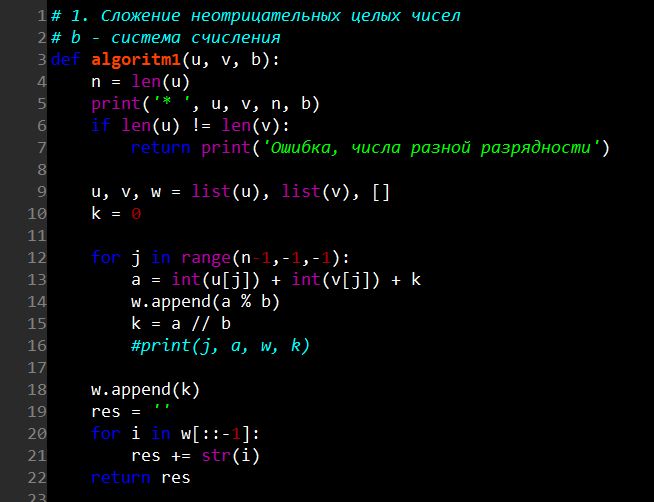 1 # 1. Сложение неотрицательных целых чисел
2 # b - система счисления
3 def algoritm1(u, v, b):
4     n = len(u)
5     print('* ', u, v, n, b)
6     if len(u) != len(v):
7         return print('Ошибка, числа разной разрядности')
8
9     u, v, w = list(u), list(v), []
10     k = 0
11
12     for j in range(n-1,-1,-1):
13         a = int(u[j]) + int(v[j]) + k
14         w.append(a % b)
15         k = a // b
16         #print(j, a, w, k)
17
18     w.append(k)
19     res = ''
20     for i in w[::-1]:
21         res += str(i)
22     return res
23